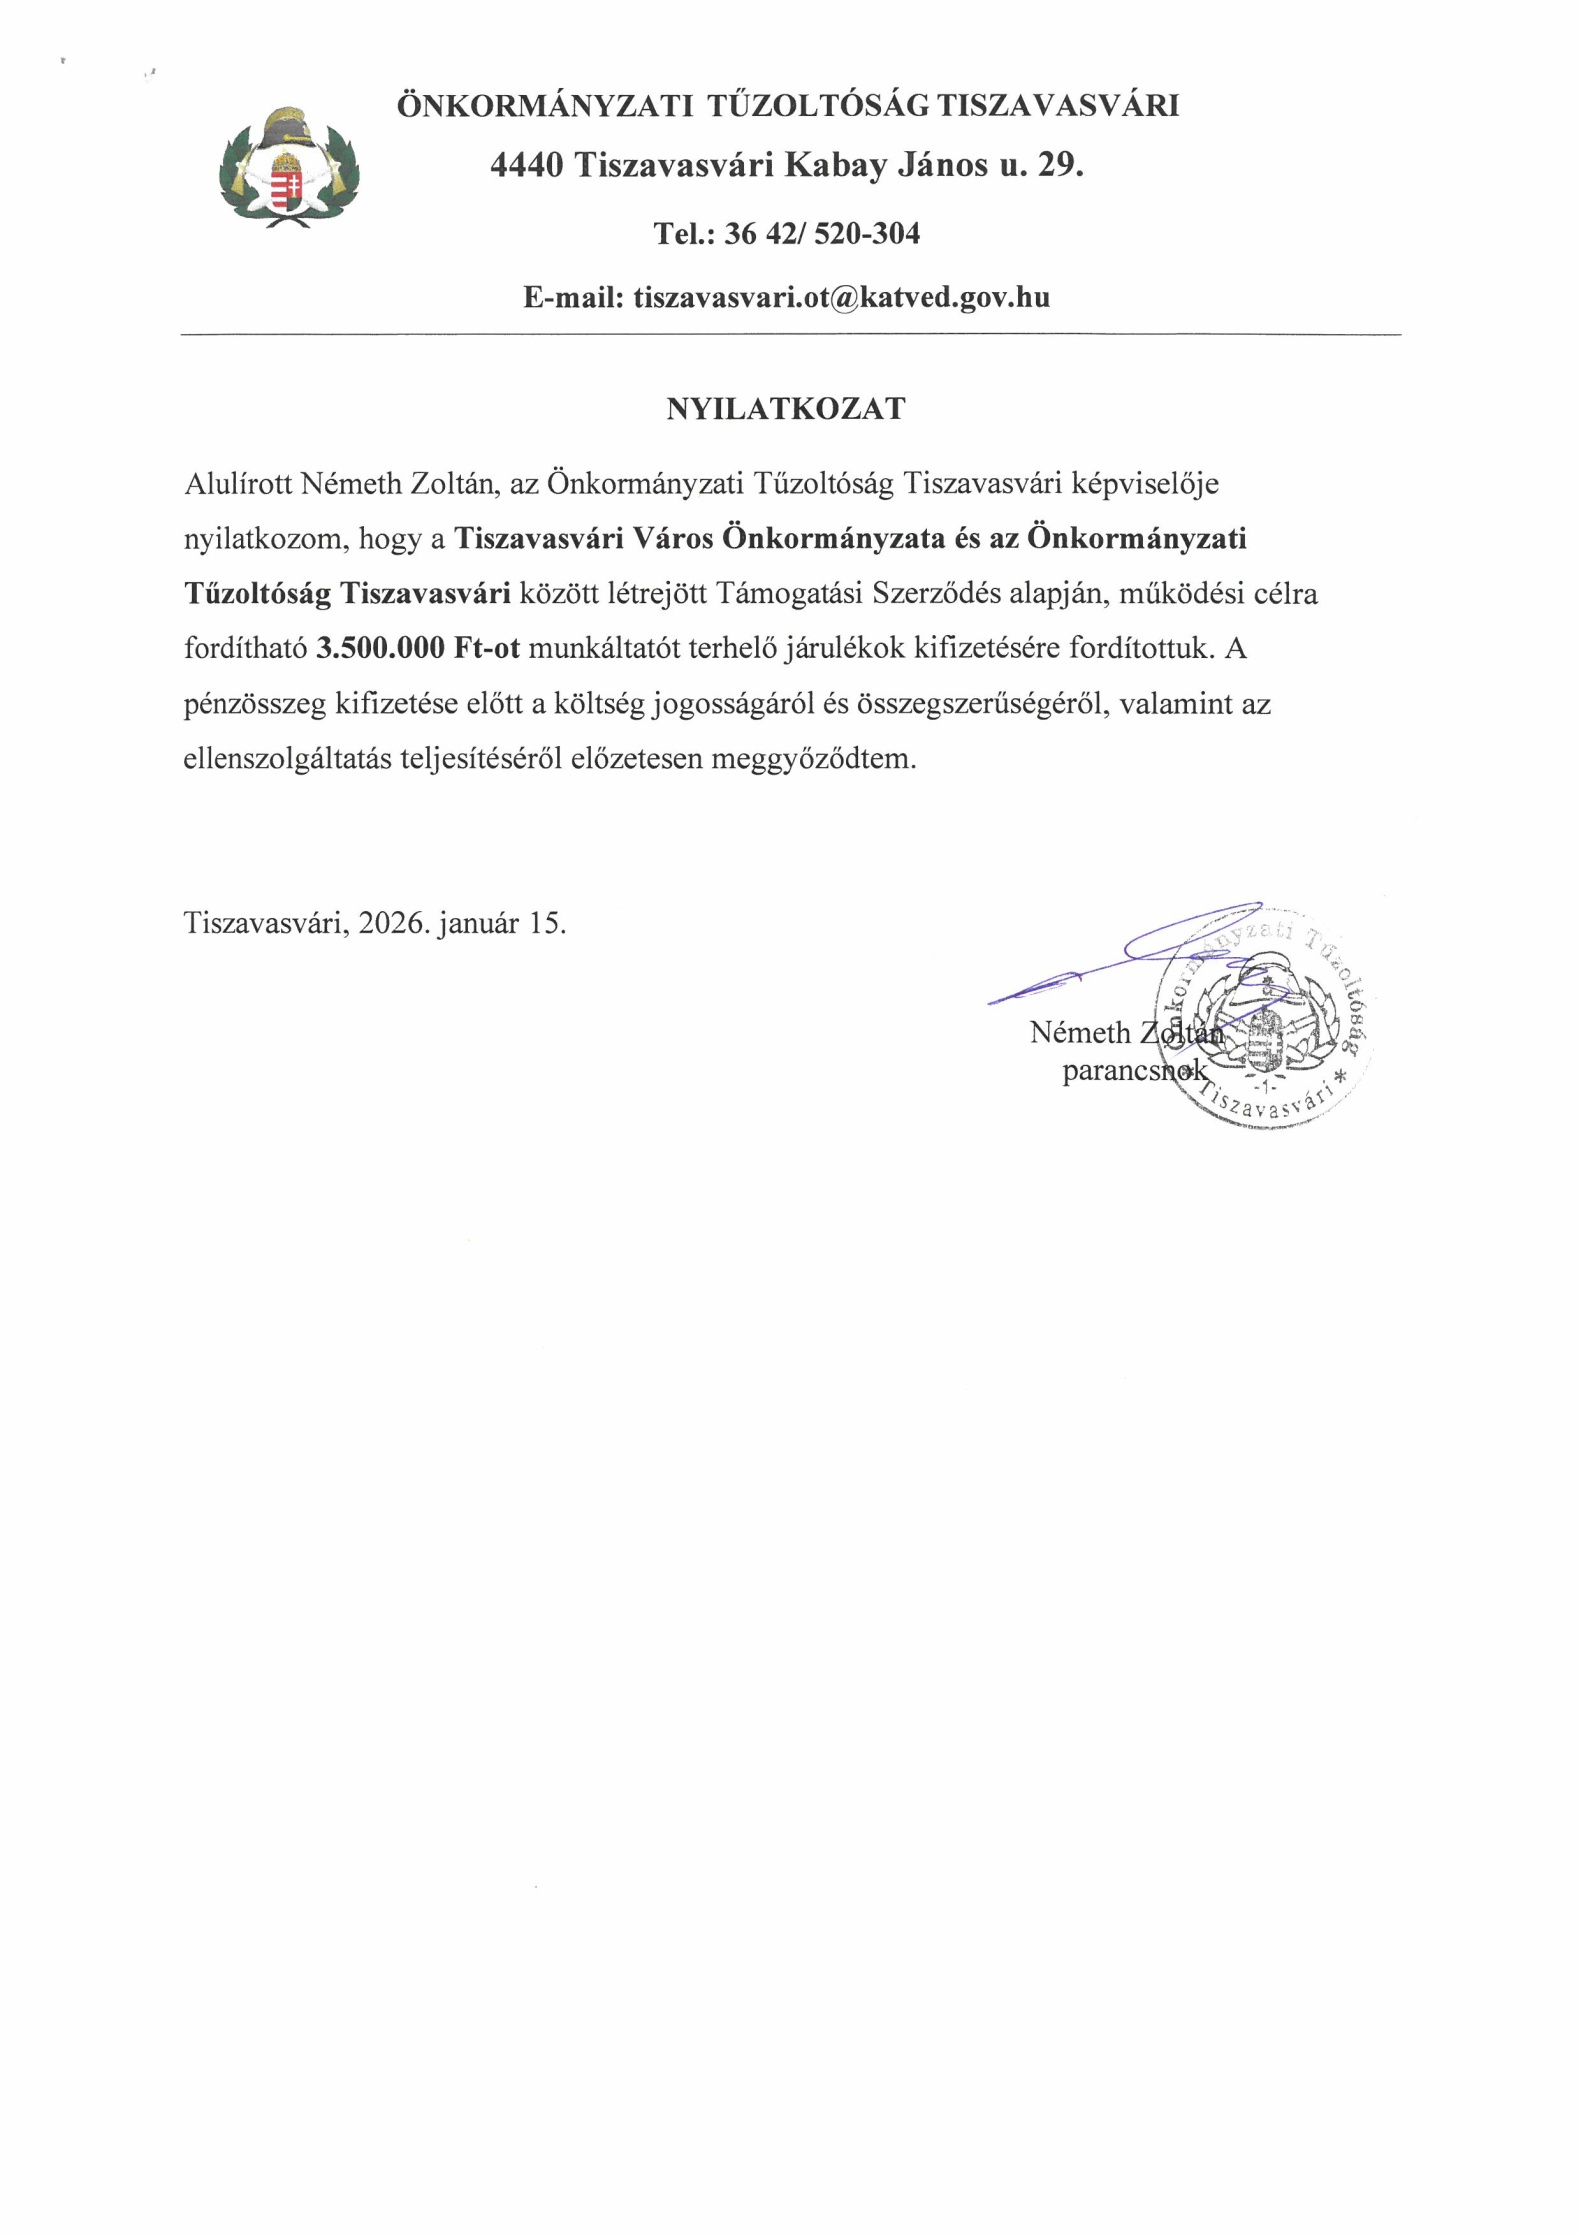 ÖNKORMÁNYZATI TŰZOLTÓSÁG TISZAVASVÁRI
4440 Tiszavasvári Kabay János u. 29.
Tel.: 36 42/ 520-304
E-mail: tiszavasvari.ot@katved.gov.hu
NYILATKOZAT
Alulírott Németh Zoltán, az Önkormányzati Tűzoltóság Tiszavasvári képviselője
nyilatkozom, hogy a Tiszavasvári Város Önkormányzata és az Önkormányzati
Tűzoltóság Tiszavasvári között létrejött Támogatási Szerződés alapján, működési célra
fordítható 3.500.000 Ft-ot munkáltatót terhelő járulékok kifizetésére fordítottuk. A
pénzösszeg kifizetése előtt a költség jogosságáról és összegszerűségéről, valamint az
ellenszolgáltatás teljesítéséről előzetesen meggyőződtem.
Tiszavasvári, 2026. január 15.
Németh Zoltán
parancsnok
Önkormányzati Tűzoltóság
* Tiszavasvári *
-1-